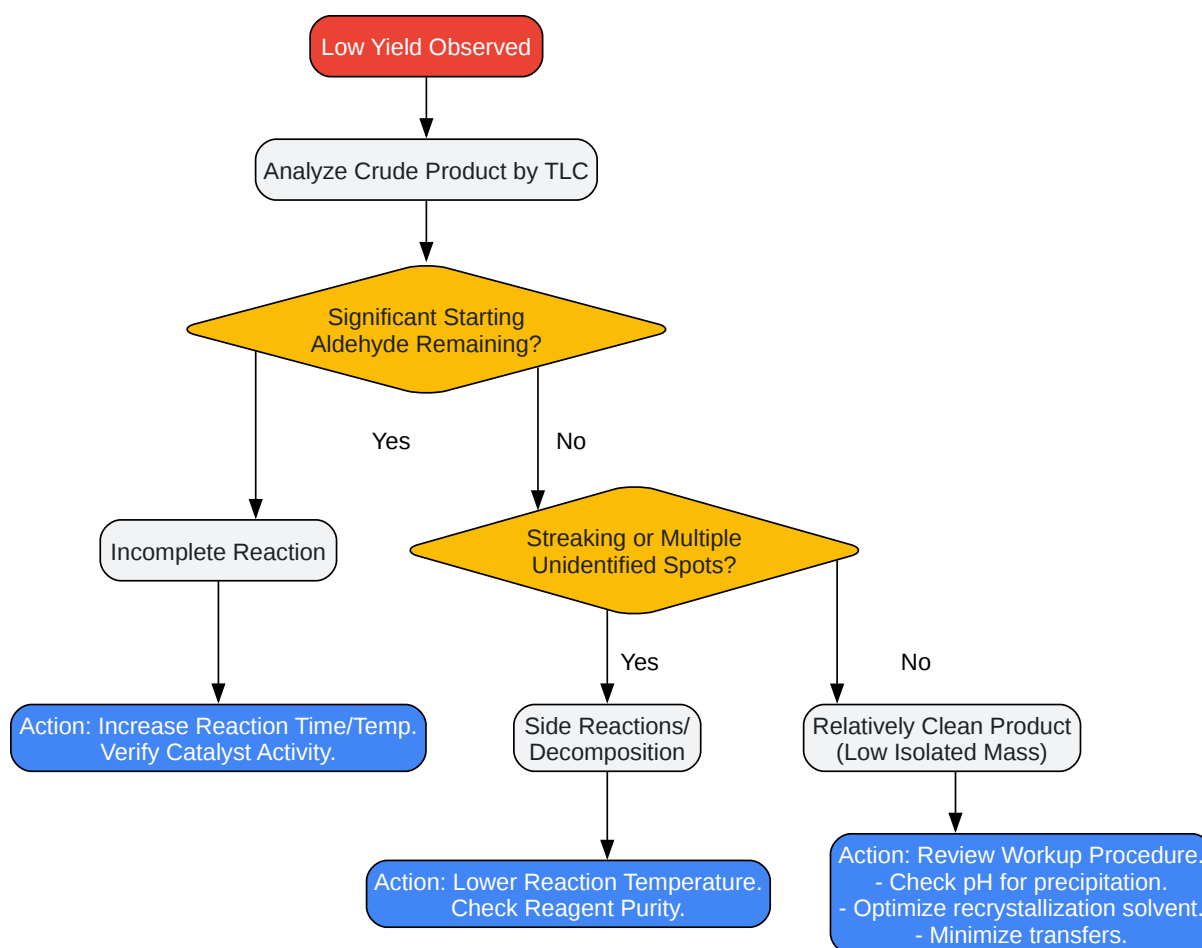 Low Yield Observed
Analyze Crude Product by TLC
Significant Starting
Aldehyde Remaining?
Yes
No
Incomplete Reaction
Streaking or Multiple
Unidentified Spots?
Yes
No
Action: Increase Reaction Time/Temp.
Verify Catalyst Activity.
Side Reactions/
Decomposition
Relatively Clean Product
(Low Isolated Mass)
Action: Lower Reaction Temperature.
Check Reagent Purity.
Action: Review Workup Procedure.
- Check pH for precipitation.
- Optimize recrystallization solvent.
- Minimize transfers.